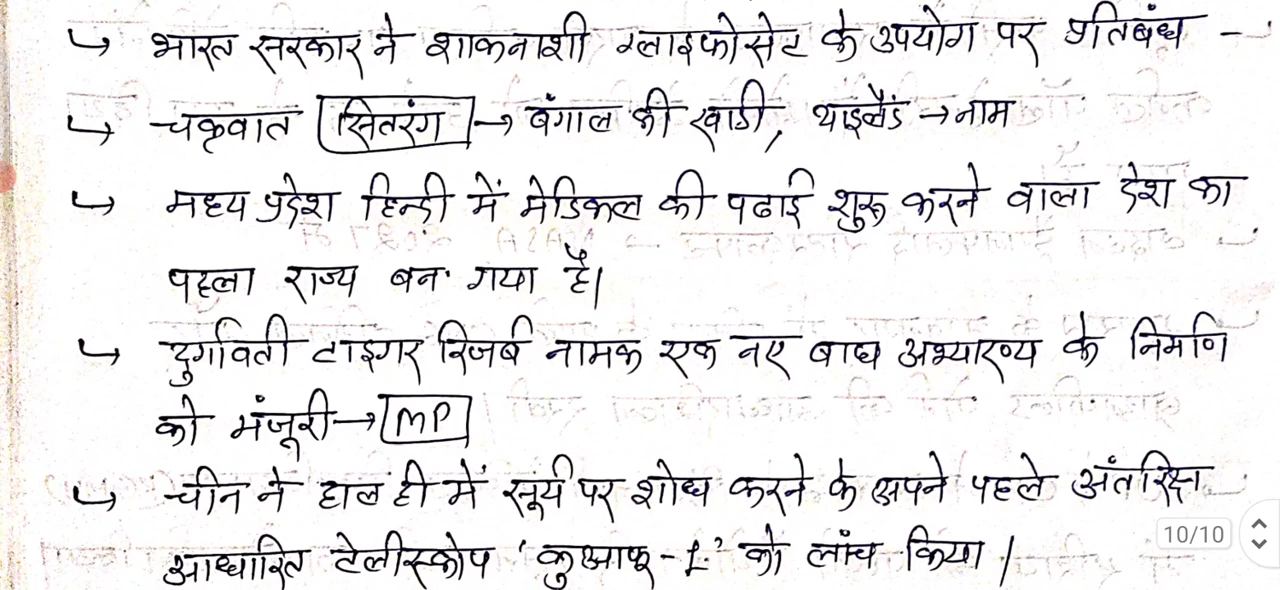 ↳ भारत सरकार ने शाकनाशी ग्लाइफोसेट के उपयोग पर प्रतिबंध -
↳ चक्रवात सितरंग → बंगाल की खाडी, थाइलैंड → नाम
↳ मध्य प्रदेश हिन्दी में मेडिकल की पढाई शुरू करने वाला देश का
पहला राज्य बन गया है।
↳ दुर्गावती टाइगर रिजर्व नामक एक नए बाघ अभ्यारण्य के निर्माण
को मंजूरी → MP
↳ चीन ने हाल ही में सूर्य पर शोध करने के अपने पहले अंतरिक्ष
आधारित टेलीस्कोप 'कुआफू-1' को लांच किया।
10/10